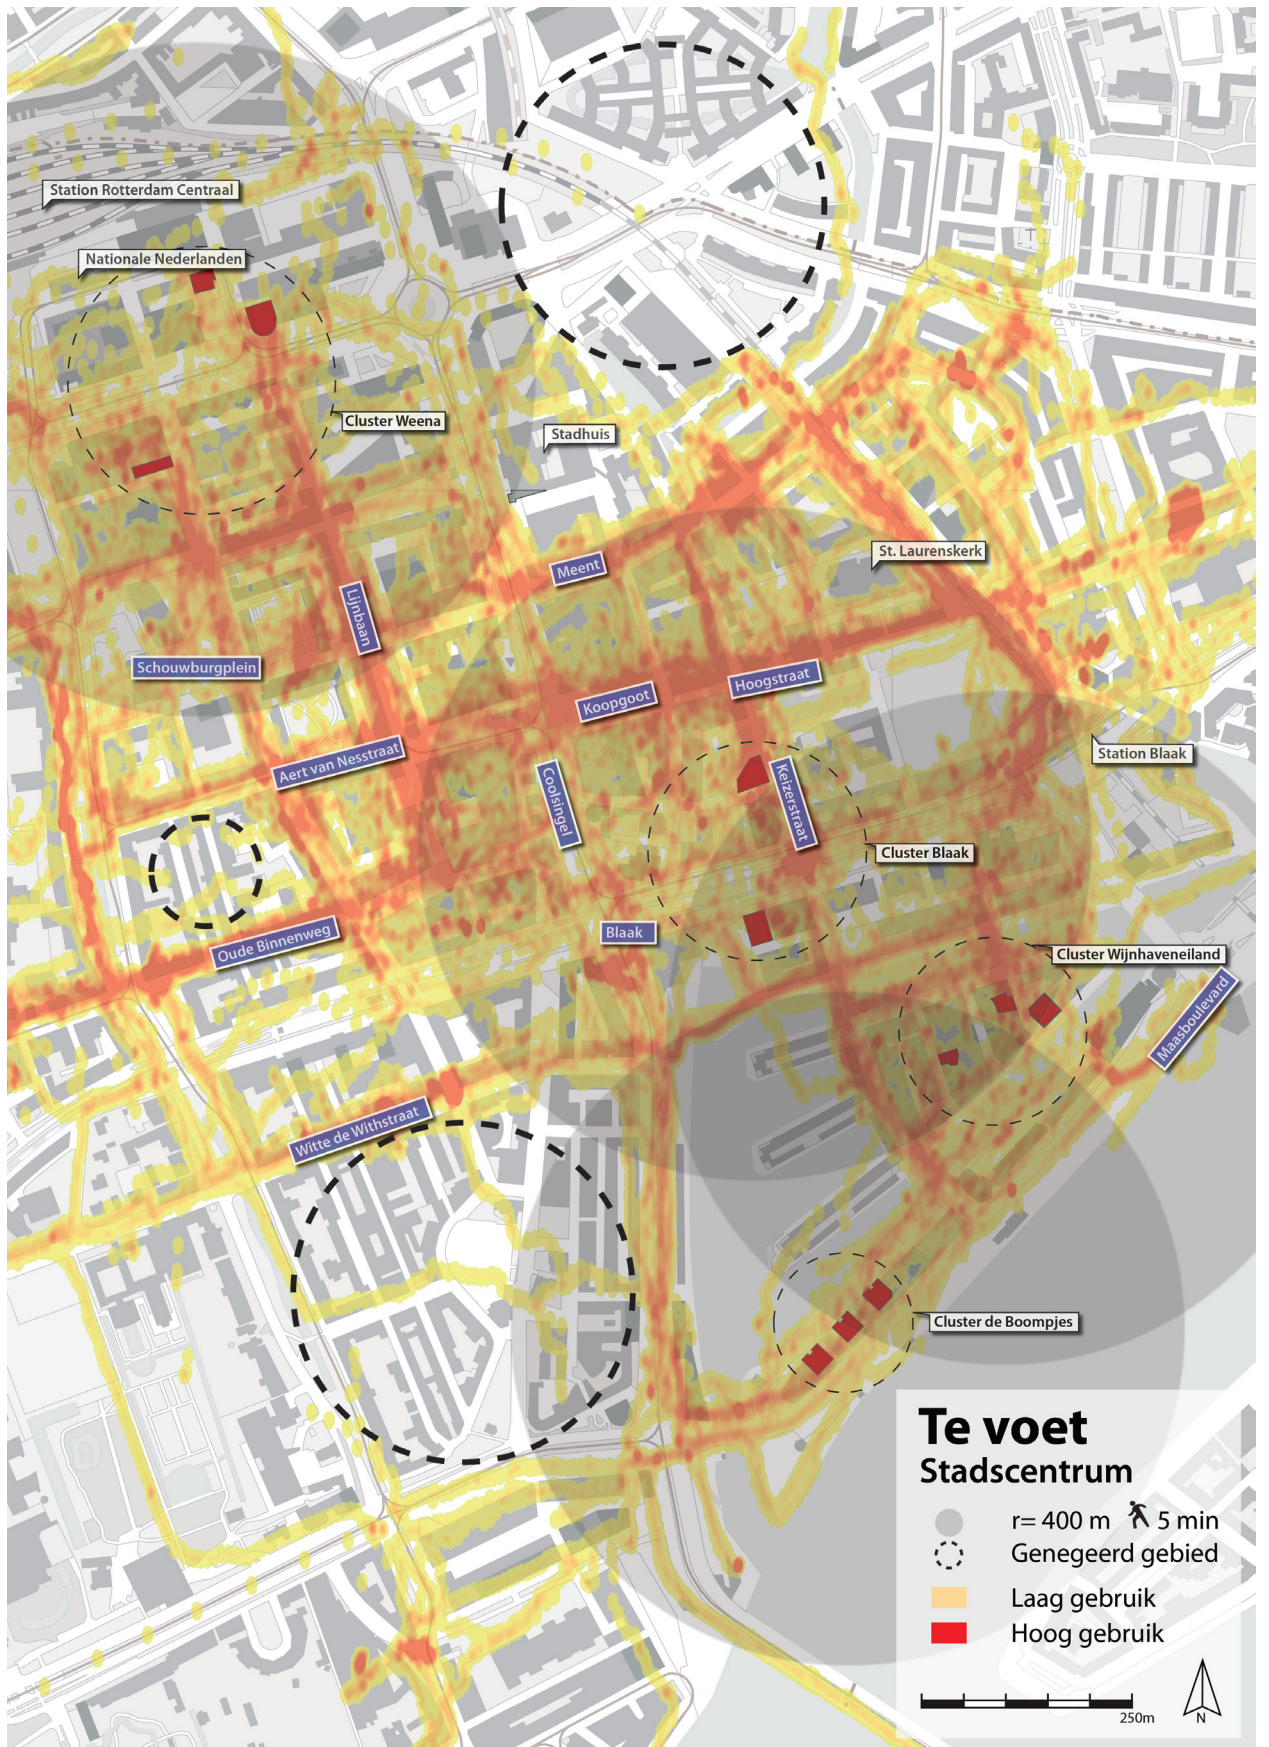 Station Rotterdam Centraal
Nationale Nederlanden
Cluster Weena
Stadhuis
St. Laurenskerk
Meent
Lijnbaan
Schouwburgplein
Hoogstraat
Koopgoot
Aert van Nesstraat
Station Blaak
Coolsingel
Keizerstraat
Cluster Blaak
Oude Binnenweg
Blaak
Cluster Wijnhaveneiland
Maasboulevard
Witte de Withstraat
Cluster de Boompjes
Te voet
Stadscentrum
r= 400 m 5 min
Genegeerd gebied
Laag gebruik
Hoog gebruik
250m
N